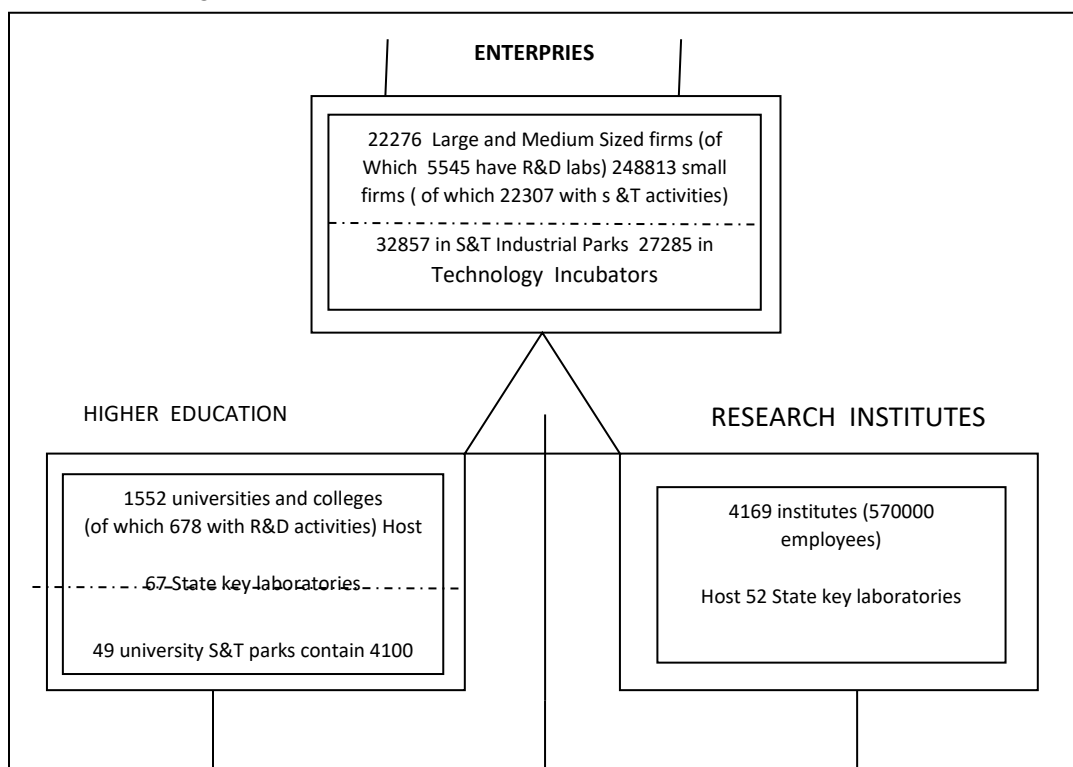 ENTERPRIES
22276 Large and Medium Sized firms (of
Which 5545 have R&D labs) 248813 small
firms ( of which 22307 with s &T activities)
32857 in S&T Industrial Parks 27285 in
Technology Incubators
HIGHER EDUCATION
RESEARCH INSTITUTES
1552 universities and colleges
(of which 678 with R&D activities) Host
67 State key laboratories
49 university S&T parks contain 4100
4169 institutes (570000
employees)
Host 52 State key laboratories